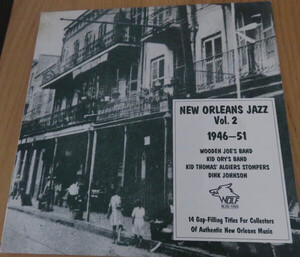 NEW ORLEANS JAZZ
Vol. 2
1946—51
WOODEN JOE'S BAND
KID ORY'S BAND
KID THOMAS' ALGIERS STOMPERS
DINK JOHNSON
WOLF
14 Gap-Filling Titles For Collectors
Of Authentic New Orleans Music